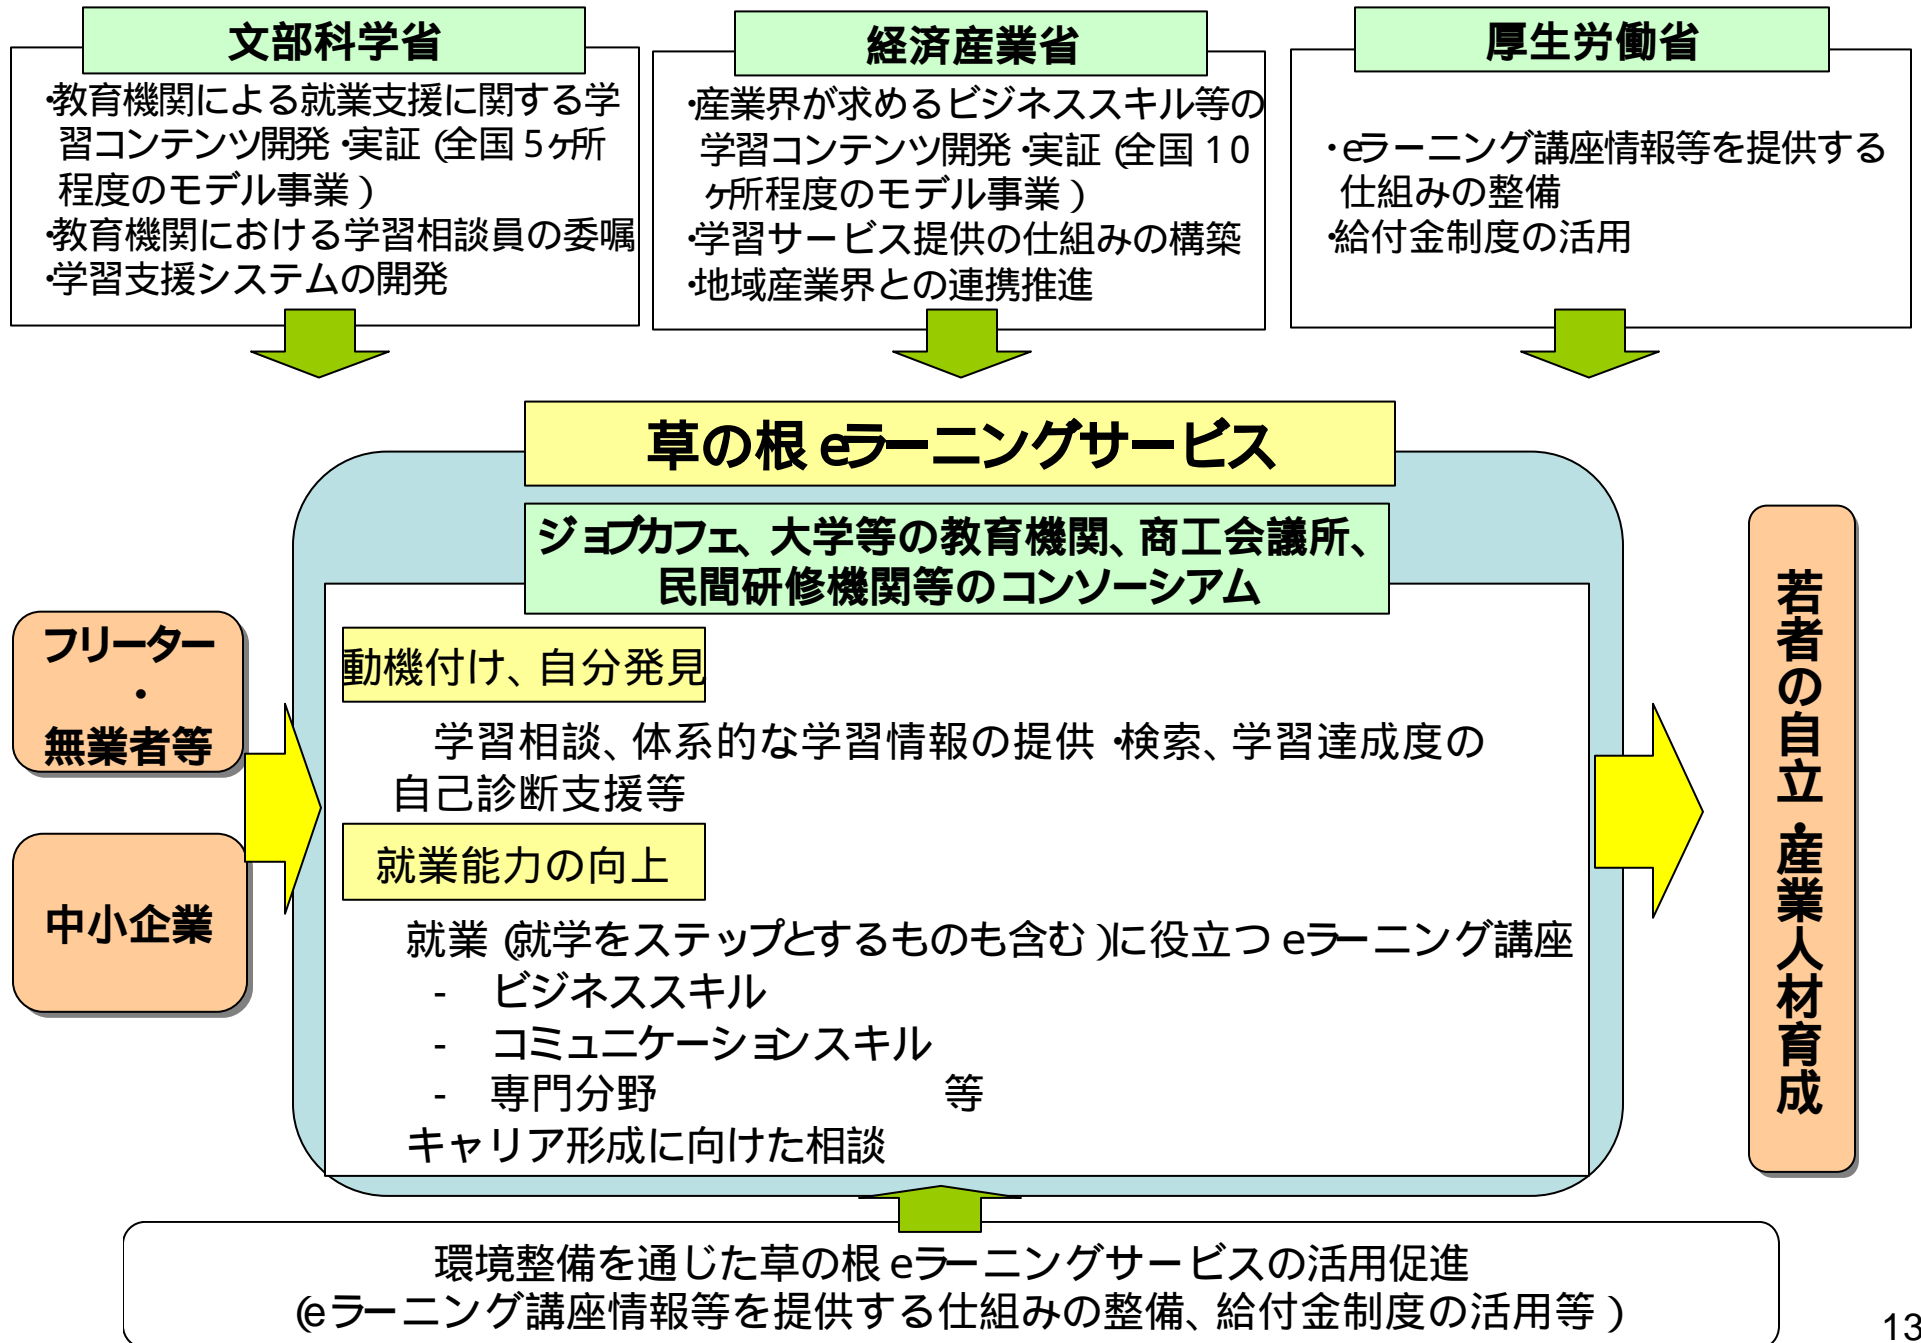 文部科学省
・教育機関による就業支援に関する学
習コンテンツ開発・実証(全国5ヶ所
程度のモデル事業)
・教育機関における学習相談員の委嘱
・学習支援システムの開発
経済産業省
・産業界が求めるビジネススキル等の
学習コンテンツ開発・実証(全国10
ヶ所程度のモデル事業)
・学習サービス提供の仕組みの構築
・地域産業界との連携推進
厚生労働省
・eラーニング講座情報等を提供する
仕組みの整備
・給付金制度の活用
草の根eラーニングサービス
ジョブカフェ、大学等の教育機関、商工会議所、
民間研修機関等のコンソーシアム
フリーター
・
無業者等
中小企業
動機付け、自分発見
学習相談、体系的な学習情報の提供・検索、学習達成度の
自己診断支援等
就業能力の向上
就業(就学をステップとするものも含む)に役立つeラーニング講座
- ビジネススキル
- コミュニケーションスキル
- 専門分野 等
キャリア形成に向けた相談
若者の自立・産業人材育成
環境整備を通じた草の根eラーニングサービスの活用促進
(eラーニング講座情報等を提供する仕組みの整備、給付金制度の活用等)
13